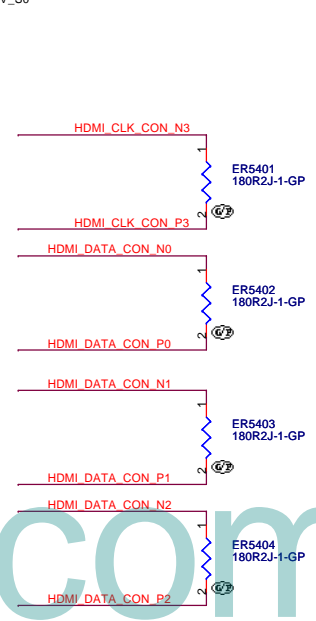 HDMI_CLK_CON_N3
1
ER5401
180R2J-1-GP
2
G/P
HDMI_CLK_CON_P3
HDMI_DATA_CON_N0
1
ER5402
180R2J-1-GP
2
G/P
HDMI_DATA_CON_P0
HDMI_DATA_CON_N1
1
ER5403
180R2J-1-GP
2
G/P
HDMI_DATA_CON_P1
HDMI_DATA_CON_N2
1
ER5404
180R2J-1-GP
2
G/P
HDMI_DATA_CON_P2
com